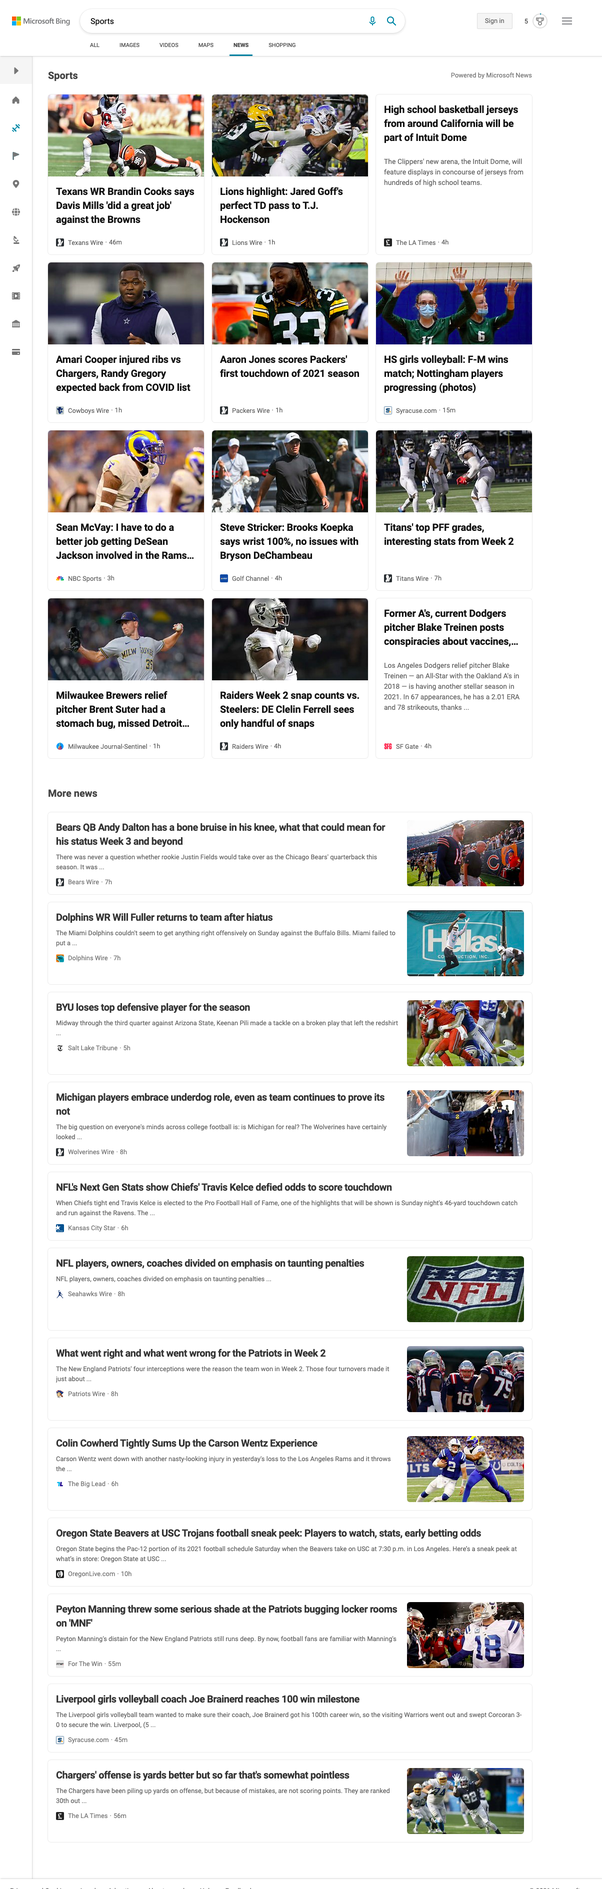 Microsoft Bing
Sports
Sign in
5
ALL
IMAGES
VIDEOS
MAPS
NEWS
SHOPPING
Sports
Powered by Microsoft News
Texans WR Brandin Cooks says
Davis Mills 'did a great job'
against the Browns
Texans Wire · 46m
Lions highlight: Jared Goff's
perfect TD pass to T.J.
Hockenson
Lions Wire · 1h
High school basketball jerseys
from around California will be
part of Intuit Dome
The Clippers' new arena, the Intuit Dome, will
feature displays in concourse of jerseys from
hundreds of high school teams.
The LA Times · 4h
Amari Cooper injured ribs vs
Chargers, Randy Gregory
expected back from COVID list
Cowboys Wire · 1h
33
Aaron Jones scores Packers'
first touchdown of 2021 season
Packers Wire · 1h
17
6
HS girls volleyball: F-M wins
match; Nottingham players
progressing (photos)
Syracuse.com · 15m
Sean McVay: I have to do a
better job getting DeSean
Jackson involved in the Rams...
NBC Sports · 3h
Steve Stricker: Brooks Koepka
says wrist 100%, no issues with
Bryson DeChambeau
Golf Channel · 4h
Titans' top PFF grades,
interesting stats from Week 2
Titans Wire · 7h
35
Milwaukee Brewers relief
pitcher Brent Suter had a
stomach bug, missed Detroit...
Milwaukee Journal-Sentinel · 1h
Raiders Week 2 snap counts vs.
Steelers: DE Clelin Ferrell sees
only handful of snaps
Raiders Wire · 4h
Former A's, current Dodgers
pitcher Blake Treinen posts
conspiracies about vaccines,...
Los Angeles Dodgers relief pitcher Blake
Treinen — an All-Star with the Oakland A's in
2018 — is having another stellar season in
2021. In 67 appearances, he has a 2.01 ERA
and 78 strikeouts, thanks ...
SF Gate · 4h
More news
Bears QB Andy Dalton has a bone bruise in his knee, what that could mean for
his status Week 3 and beyond
There was never a question whether rookie Justin Fields would take over as the Chicago Bears' quarterback this
season. It was ...
Bears Wire · 7h
Dolphins WR Will Fuller returns to team after hiatus
The Miami Dolphins couldn't seem to get anything right offensively on Sunday against the Buffalo Bills. Miami failed to
put a ...
Dolphins Wire · 7h
Hellas
CONSTRUCTION, INC.
BYU loses top defensive player for the season
Midway through the third quarter against Arizona State, Keenan Pili made a tackle on a broken play that left the redshirt
...
Salt Lake Tribune · 5h
33
Michigan players embrace underdog role, even as team continues to prove its
not
The big question on everyone's minds across college football is: is Michigan for real? The Wolverines have certainly
looked ...
Wolverines Wire · 8h
NFL's Next Gen Stats show Chiefs' Travis Kelce defied odds to score touchdown
When Chiefs tight end Travis Kelce is elected to the Pro Football Hall of Fame, one of the highlights that will be shown is Sunday night's 46-yard touchdown catch
and run against the Ravens. The ...
Kansas City Star · 6h
NFL players, owners, coaches divided on emphasis on taunting penalties
NFL players, owners, coaches divided on emphasis on taunting penalties ...
Seahawks Wire · 8h
NFL
What went right and what went wrong for the Patriots in Week 2
The New England Patriots' four interceptions were the reason the team won in Week 2. Those four turnovers made it
just about ...
Patriots Wire · 8h
81
10
75
Colin Cowherd Tightly Sums Up the Carson Wentz Experience
Carson Wentz went down with another nasty-looking injury in yesterday's loss to the Los Angeles Rams and it throws
the ...
The Big Lead · 6h
2
COLTS
Oregon State Beavers at USC Trojans football sneak peek: Players to watch, stats, early betting odds
Oregon State begins the Pac-12 portion of its 2021 football schedule Saturday when the Beavers take on USC at 7:30 p.m. in Los Angeles. Here's a sneak peek at
what's in store: Oregon State at USC ...
OregonLive.com · 10h
Peyton Manning threw some serious shade at the Patriots bugging locker rooms
on 'MNF'
Peyton Manning's distain for the New England Patriots still runs deep. By now, football fans are familiar with Manning's
...
For The Win · 55m
18
Liverpool girls volleyball coach Joe Brainerd reaches 100 win milestone
The Liverpool girls volleyball team wanted to make sure their coach, Joe Brainerd got his 100th career win, so the visiting Warriors went out and swept Corcoran 3-
0 to secure the win. Liverpool, (5 ...
Syracuse.com · 45m
Chargers' offense is yards better but so far that's somewhat pointless
The Chargers have been piling up yards on offense, but because of mistakes, are not scoring points. They are ranked
30th out ...
The LA Times · 56m